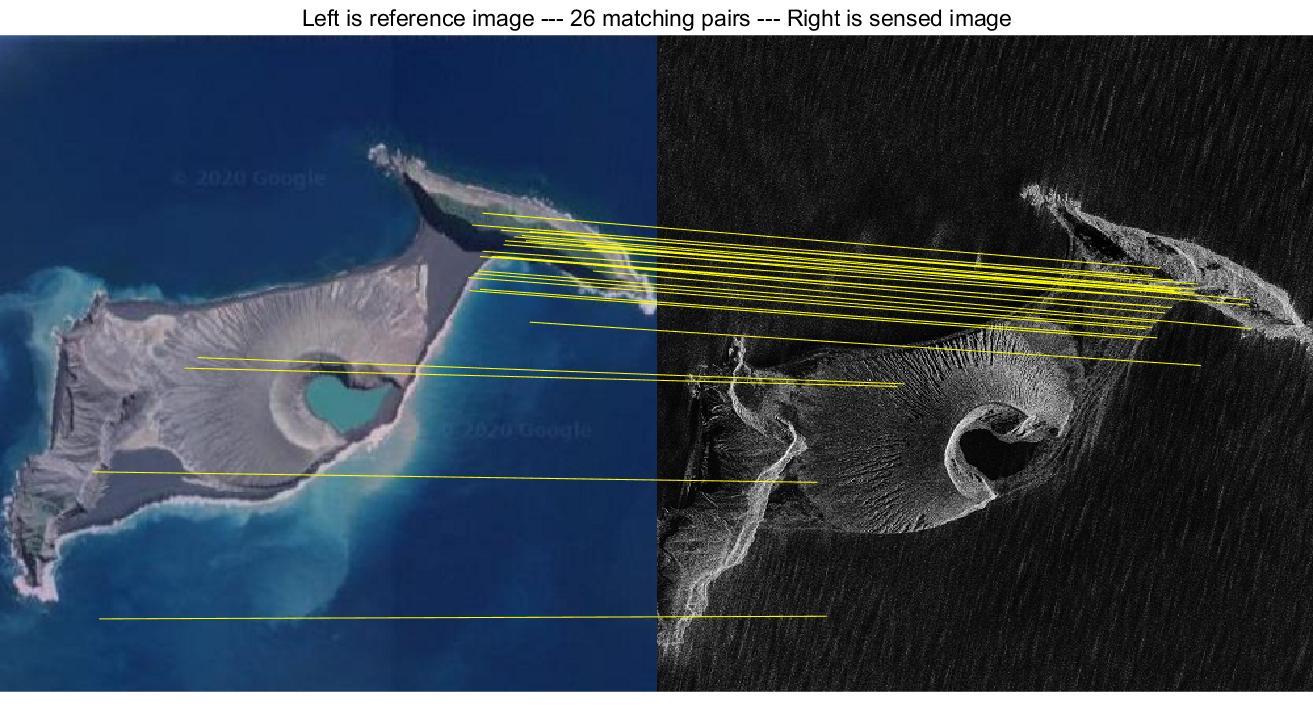 Left is reference image --- 26 matching pairs --- Right is sensed image
© 2020 Google
© 2020 Google